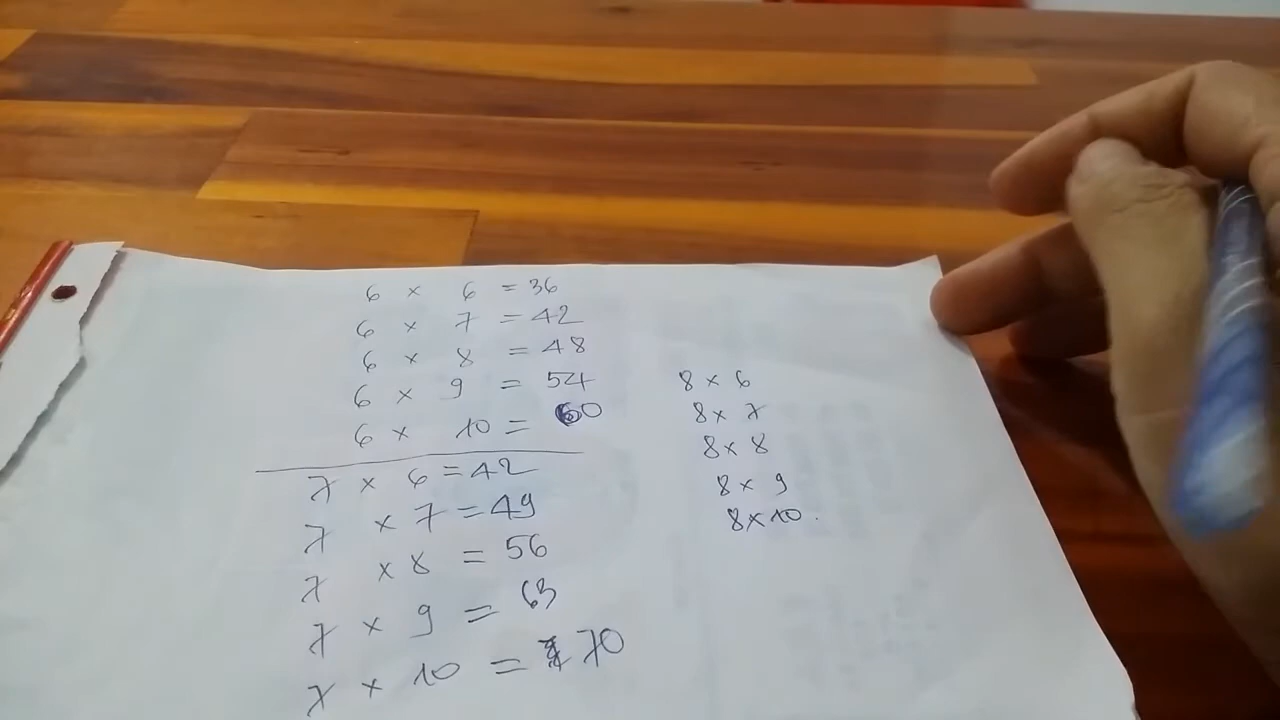 6 × 6 = 36
6 × 7 = 42
6 × 8 = 48
6 × 9 = 54
6 × 10 = 60
7 × 6 = 42
7 × 7 = 49
7 × 8 = 56
7 × 9 = 63
7 × 10 = 70
8 × 6
8 × 7
8 × 8
8 × 9
8 × 10.